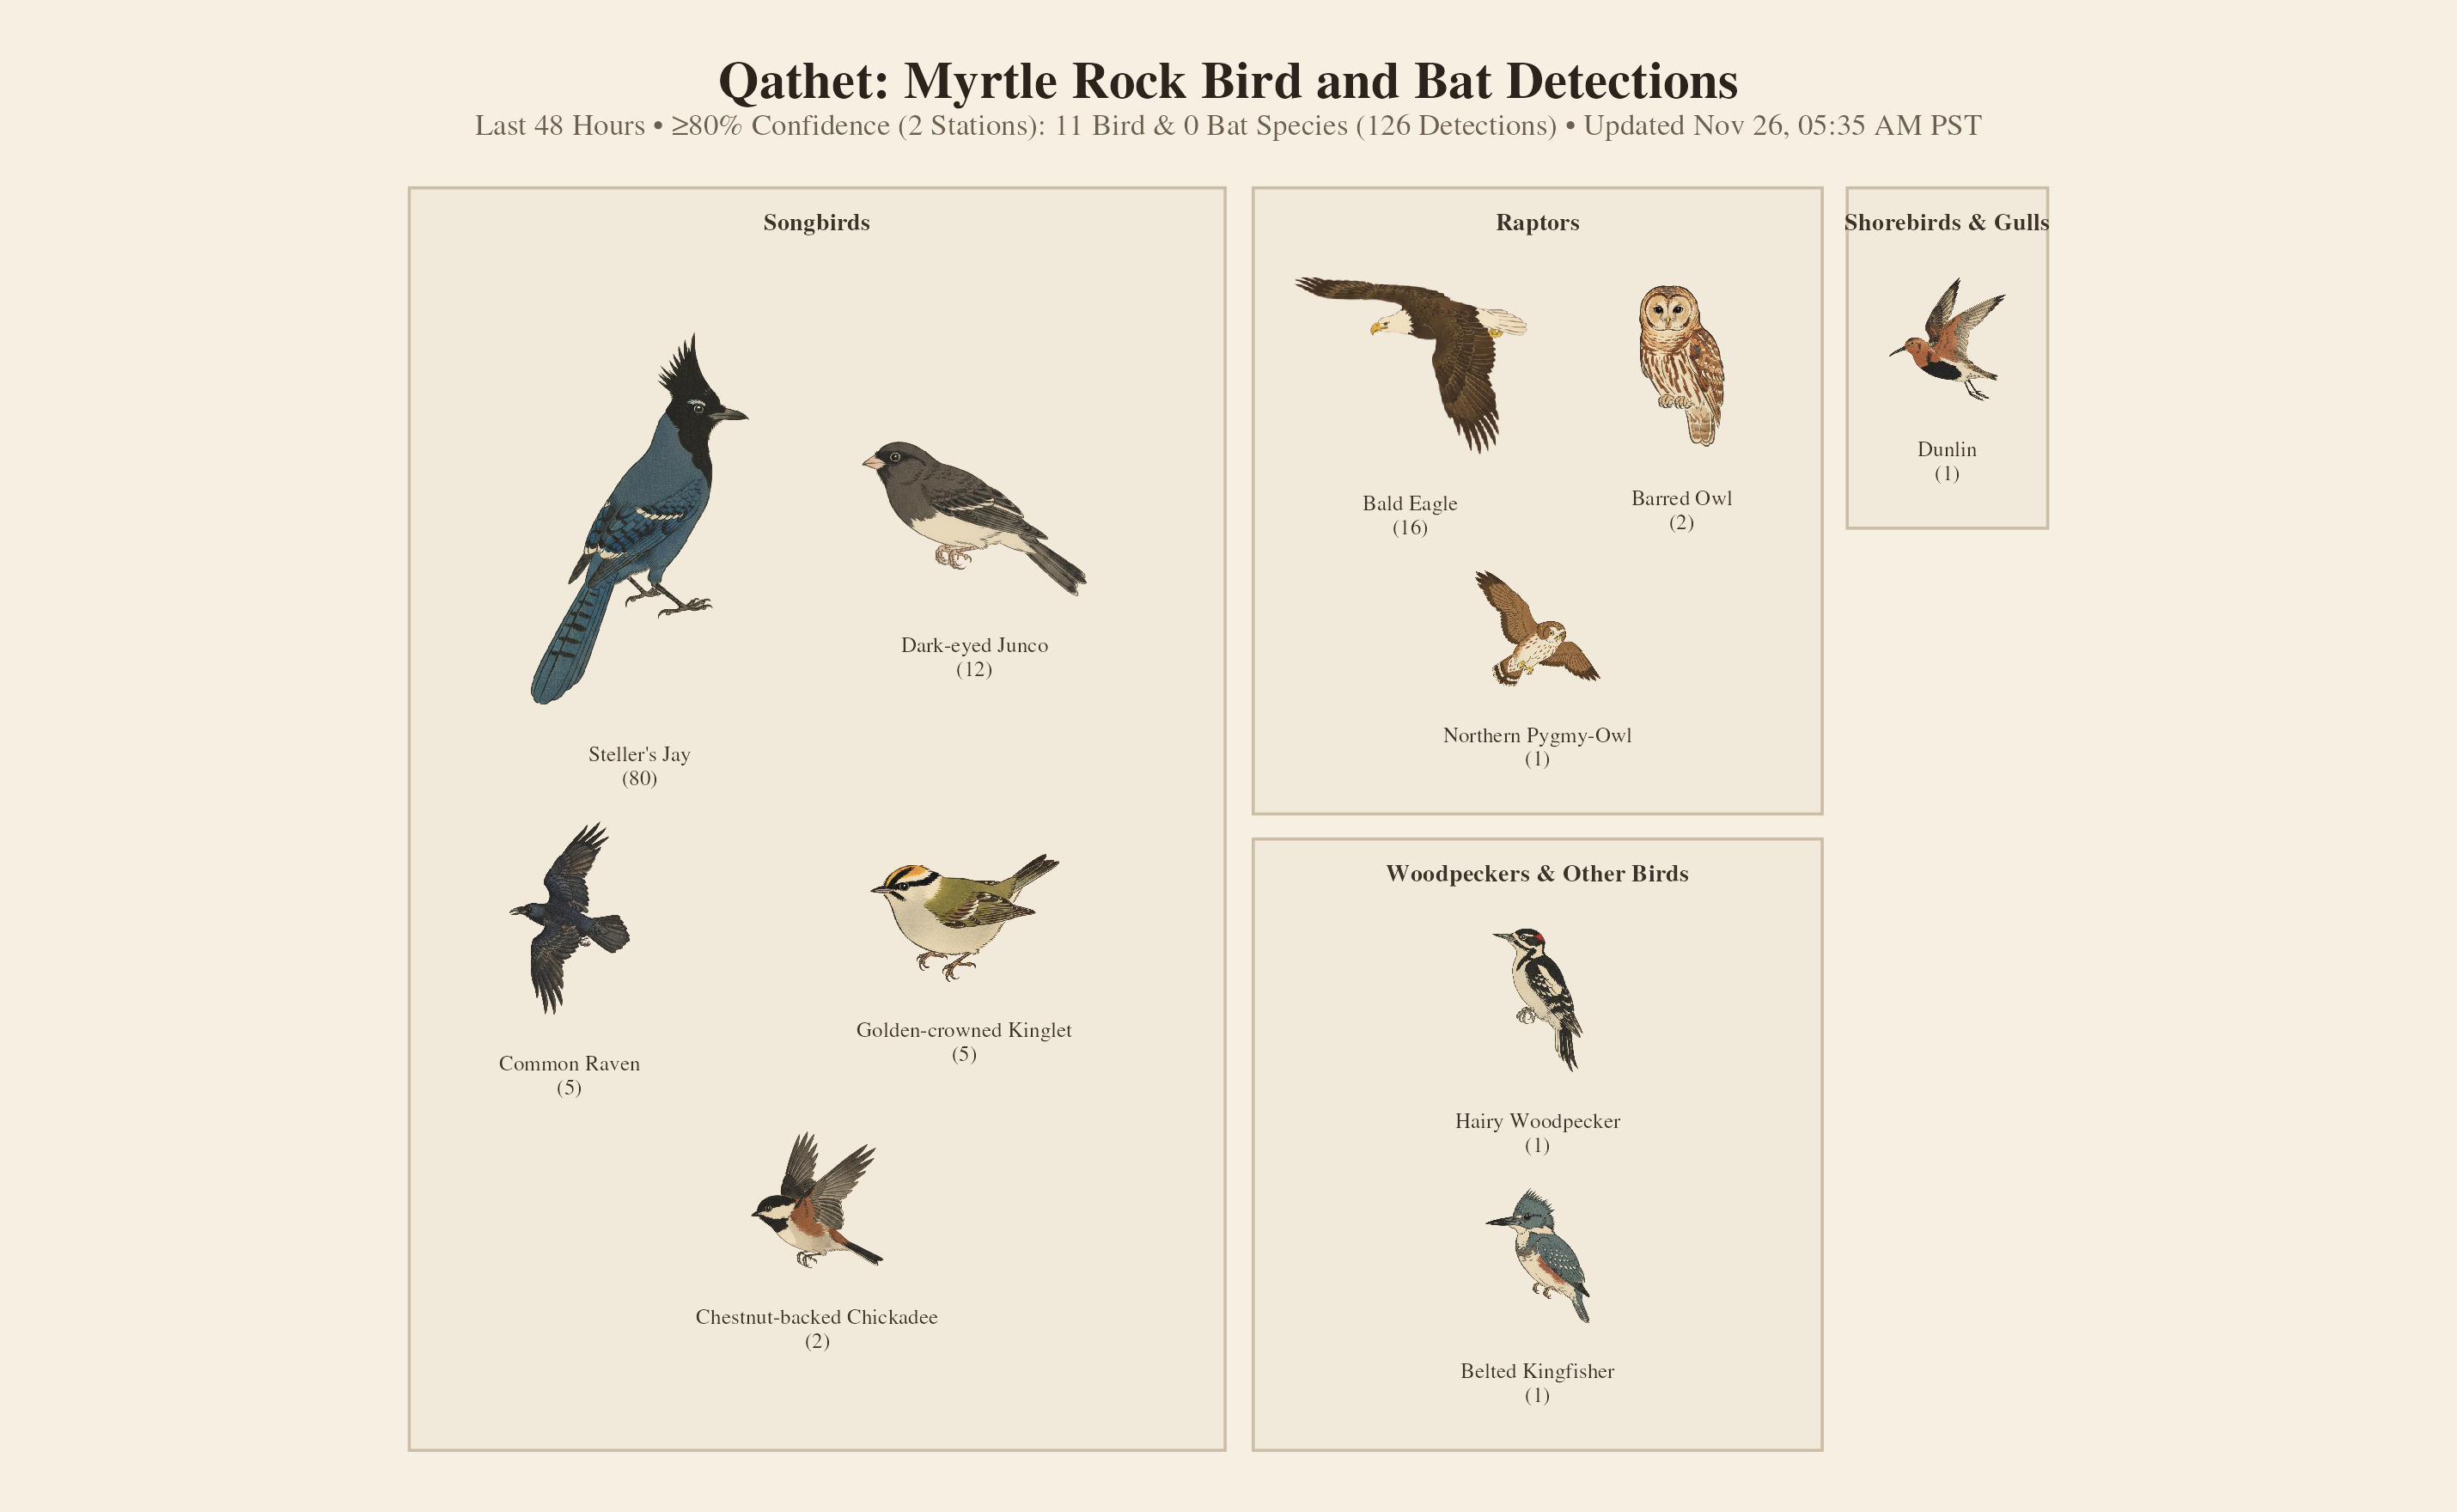 Qathet: Myrtle Rock Bird and Bat Detections
Last 48 Hours • ≥80% Confidence (2 Stations): 11 Bird & 0 Bat Species (126 Detections) • Updated Nov 26, 05:35 AM PST
Songbirds
Steller's Jay
(80)
Dark-eyed Junco
(12)
Common Raven
(5)
Golden-crowned Kinglet
(5)
Chestnut-backed Chickadee
(2)
Raptors
Bald Eagle
(16)
Barred Owl
(2)
Northern Pygmy-Owl
(1)
Woodpeckers & Other Birds
Hairy Woodpecker
(1)
Belted Kingfisher
(1)
Shorebirds & Gulls
Dunlin
(1)